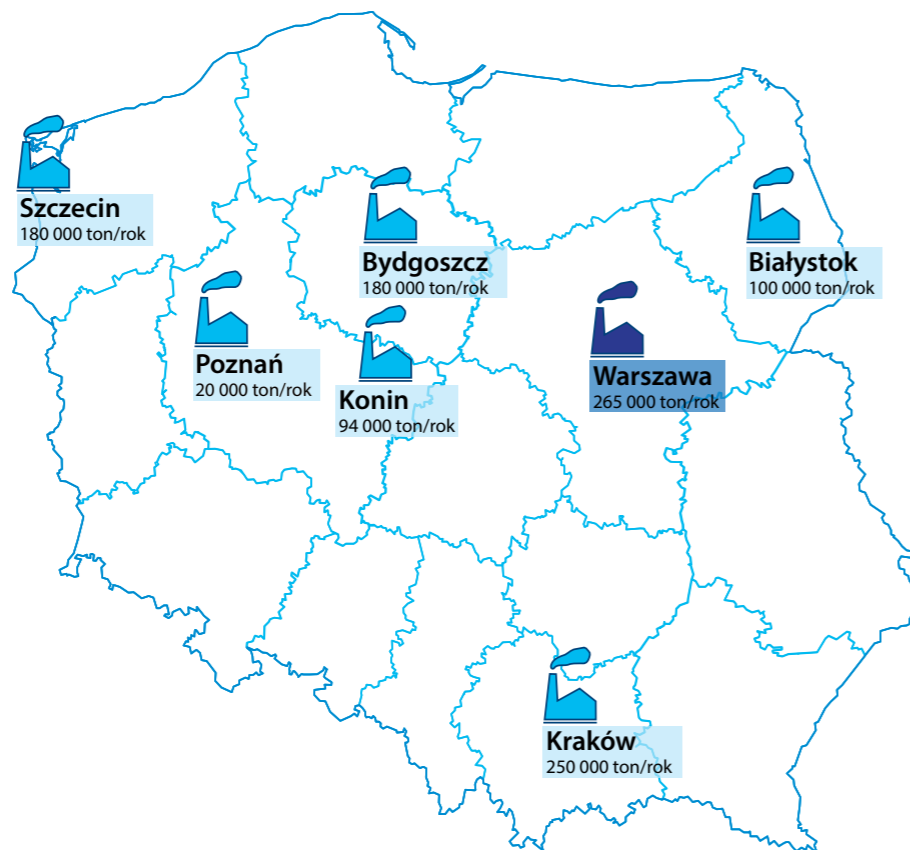 Szczecin
180 000 ton/rok
Bydgoszcz
180 000 ton/rok
Białystok
100 000 ton/rok
Poznań
20 000 ton/rok
Konin
94 000 ton/rok
Warszawa
265 000 ton/rok
Kraków
250 000 ton/rok